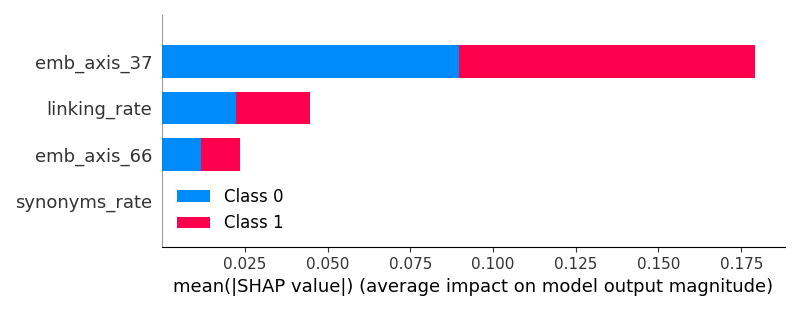 emb_axis_37
linking_rate
emb_axis_66
synonyms_rate
Class 0
Class 1
0.025 0.050 0.075 0.100 0.125 0.150 0.175
mean(|SHAP value|) (average impact on model output magnitude)